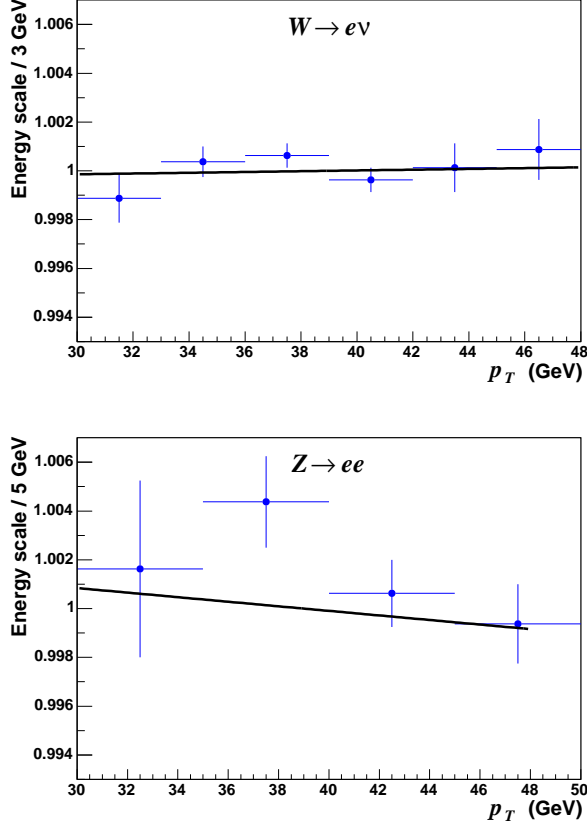 W→eν
Energy scale / 3 GeV
1.006
1.004
1.002
1
0.998
0.996
0.994
30 32 34 36 38 40 42 44 46 48
p_T (GeV)
Z→ee
Energy scale / 5 GeV
1.006
1.004
1.002
1
0.998
0.996
0.994
30 32 34 36 38 40 42 44 46 48 50
p_T (GeV)